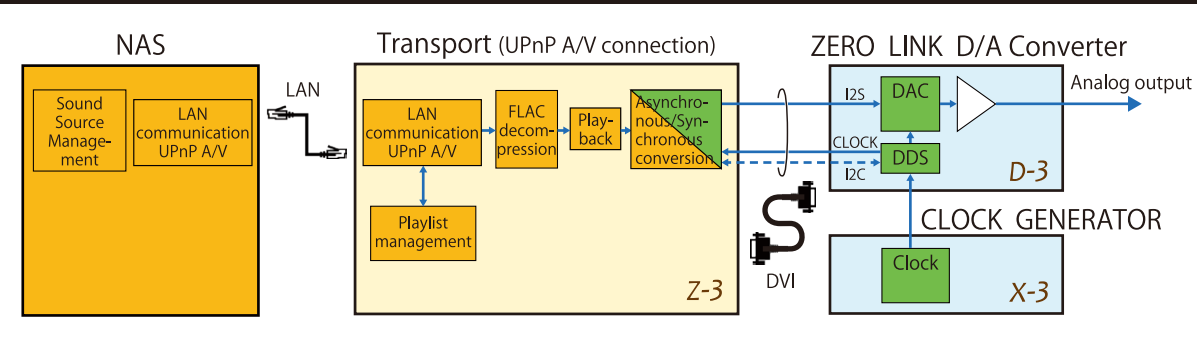 NAS
Sound
Source
Manage-
ment
LAN
communication
UPnP A/V
LAN
Transport (UPnP A/V connection)
LAN
communication
UPnP A/V
FLAC
decom-
pression
Play-
back
Asynchro-
nous/Syn-
chronous
conversion
Playlist
management
Z-3
DVI
ZERO LINK D/A Converter
I2S
CLOCK
I2C
DAC
DDS
D-3
Analog output
CLOCK GENERATOR
Clock
X-3